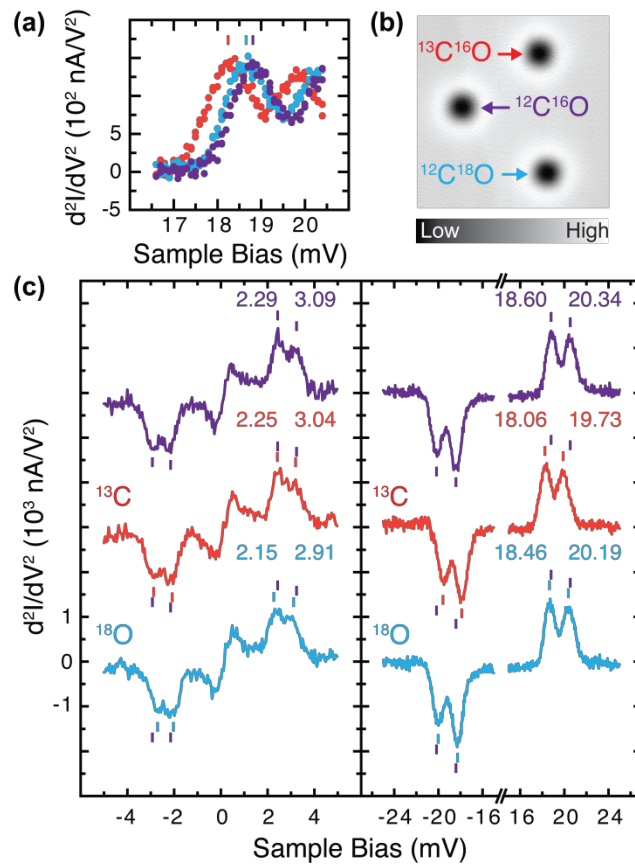 (a)
d²I/dV² (10² nA/V²)
5
0
-5
17 18 19 20
Sample Bias (mV)
(b)
¹³C¹⁶O
¹²C¹⁶O
¹²C¹⁸O
Low High
(c)
d²I/dV² (10³ nA/V²)
2.29 3.09 18.60 20.34
2.25 3.04 18.06 19.73
¹³C ¹³C
2.15 2.91 18.46 20.19
¹⁸O ¹⁸O
1
0
-1
-4 -2 0 2 4 -24 -20 -16 16 20 24
Sample Bias (mV) Sample Bias (mV)